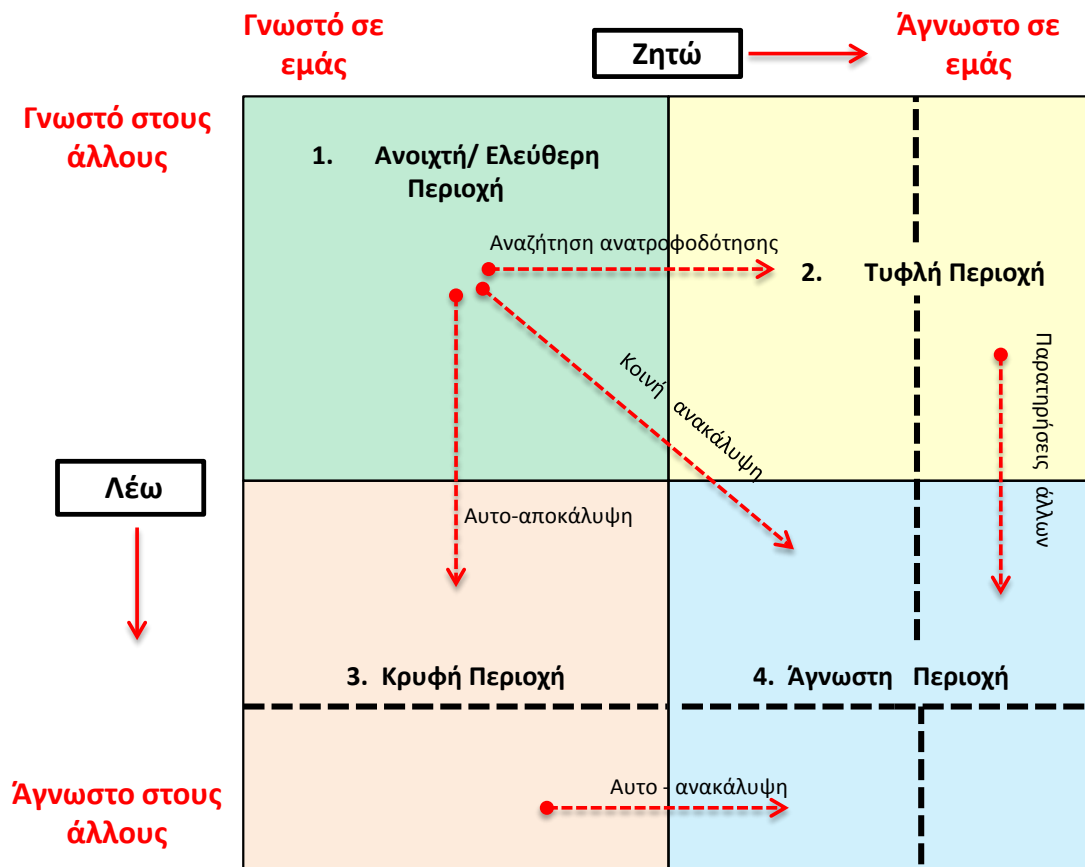 Γνωστό σε
εμάς
Ζητώ
Άγνωστο σε
εμάς
Γνωστό στους
άλλους
1. Ανοιχτή/ Ελεύθερη
Περιοχή
Αναζήτηση ανατροφοδότησης
2. Τυφλή Περιοχή
Κοινή ανακάλυψη
Παρατηρήσεις άλλων
Λέω
Αυτο-αποκάλυψη
3. Κρυφή Περιοχή
4. Άγνωστη Περιοχή
Άγνωστο στους
άλλους
Αυτο - ανακάλυψη